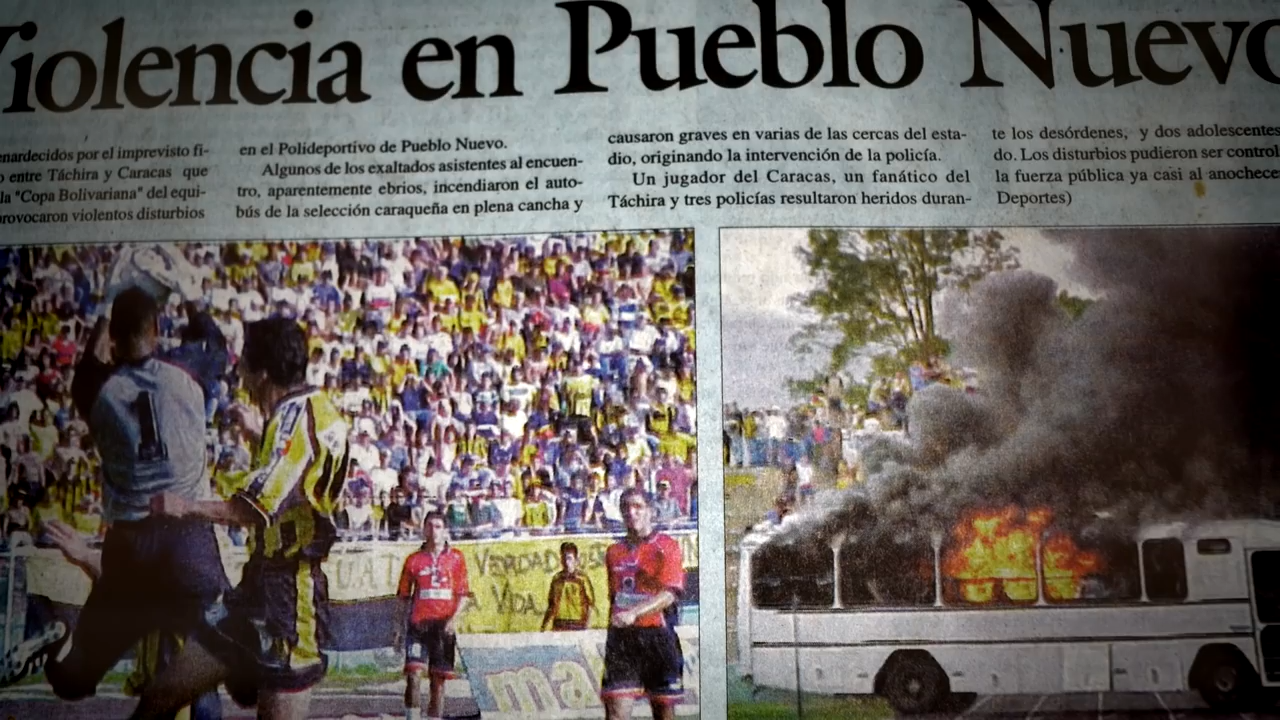 Violencia en Pueblo Nuevo
enardecidos por el imprevisto fi-
o entre Táchira y Caracas que
la "Copa Bolivariana" del equi-
provocaron violentos disturbios
en el Polideportivo de Pueblo Nuevo.
Algunos de los exaltados asistentes al encuen-
tro, aparentemente ebrios, incendiaron el auto-
bús de la selección caraqueña en plena cancha y
causaron graves en varias de las cercas del esta-
dio, originando la intervención de la policía.
Un jugador del Caracas, un fanático del
Táchira y tres policías resultaron heridos duran-
te los desórdenes, y dos adolescentes
do. Los disturbios pudieron ser control
la fuerza pública ya casi al anochece
Deportes)
1
VERDAD
A VIDA